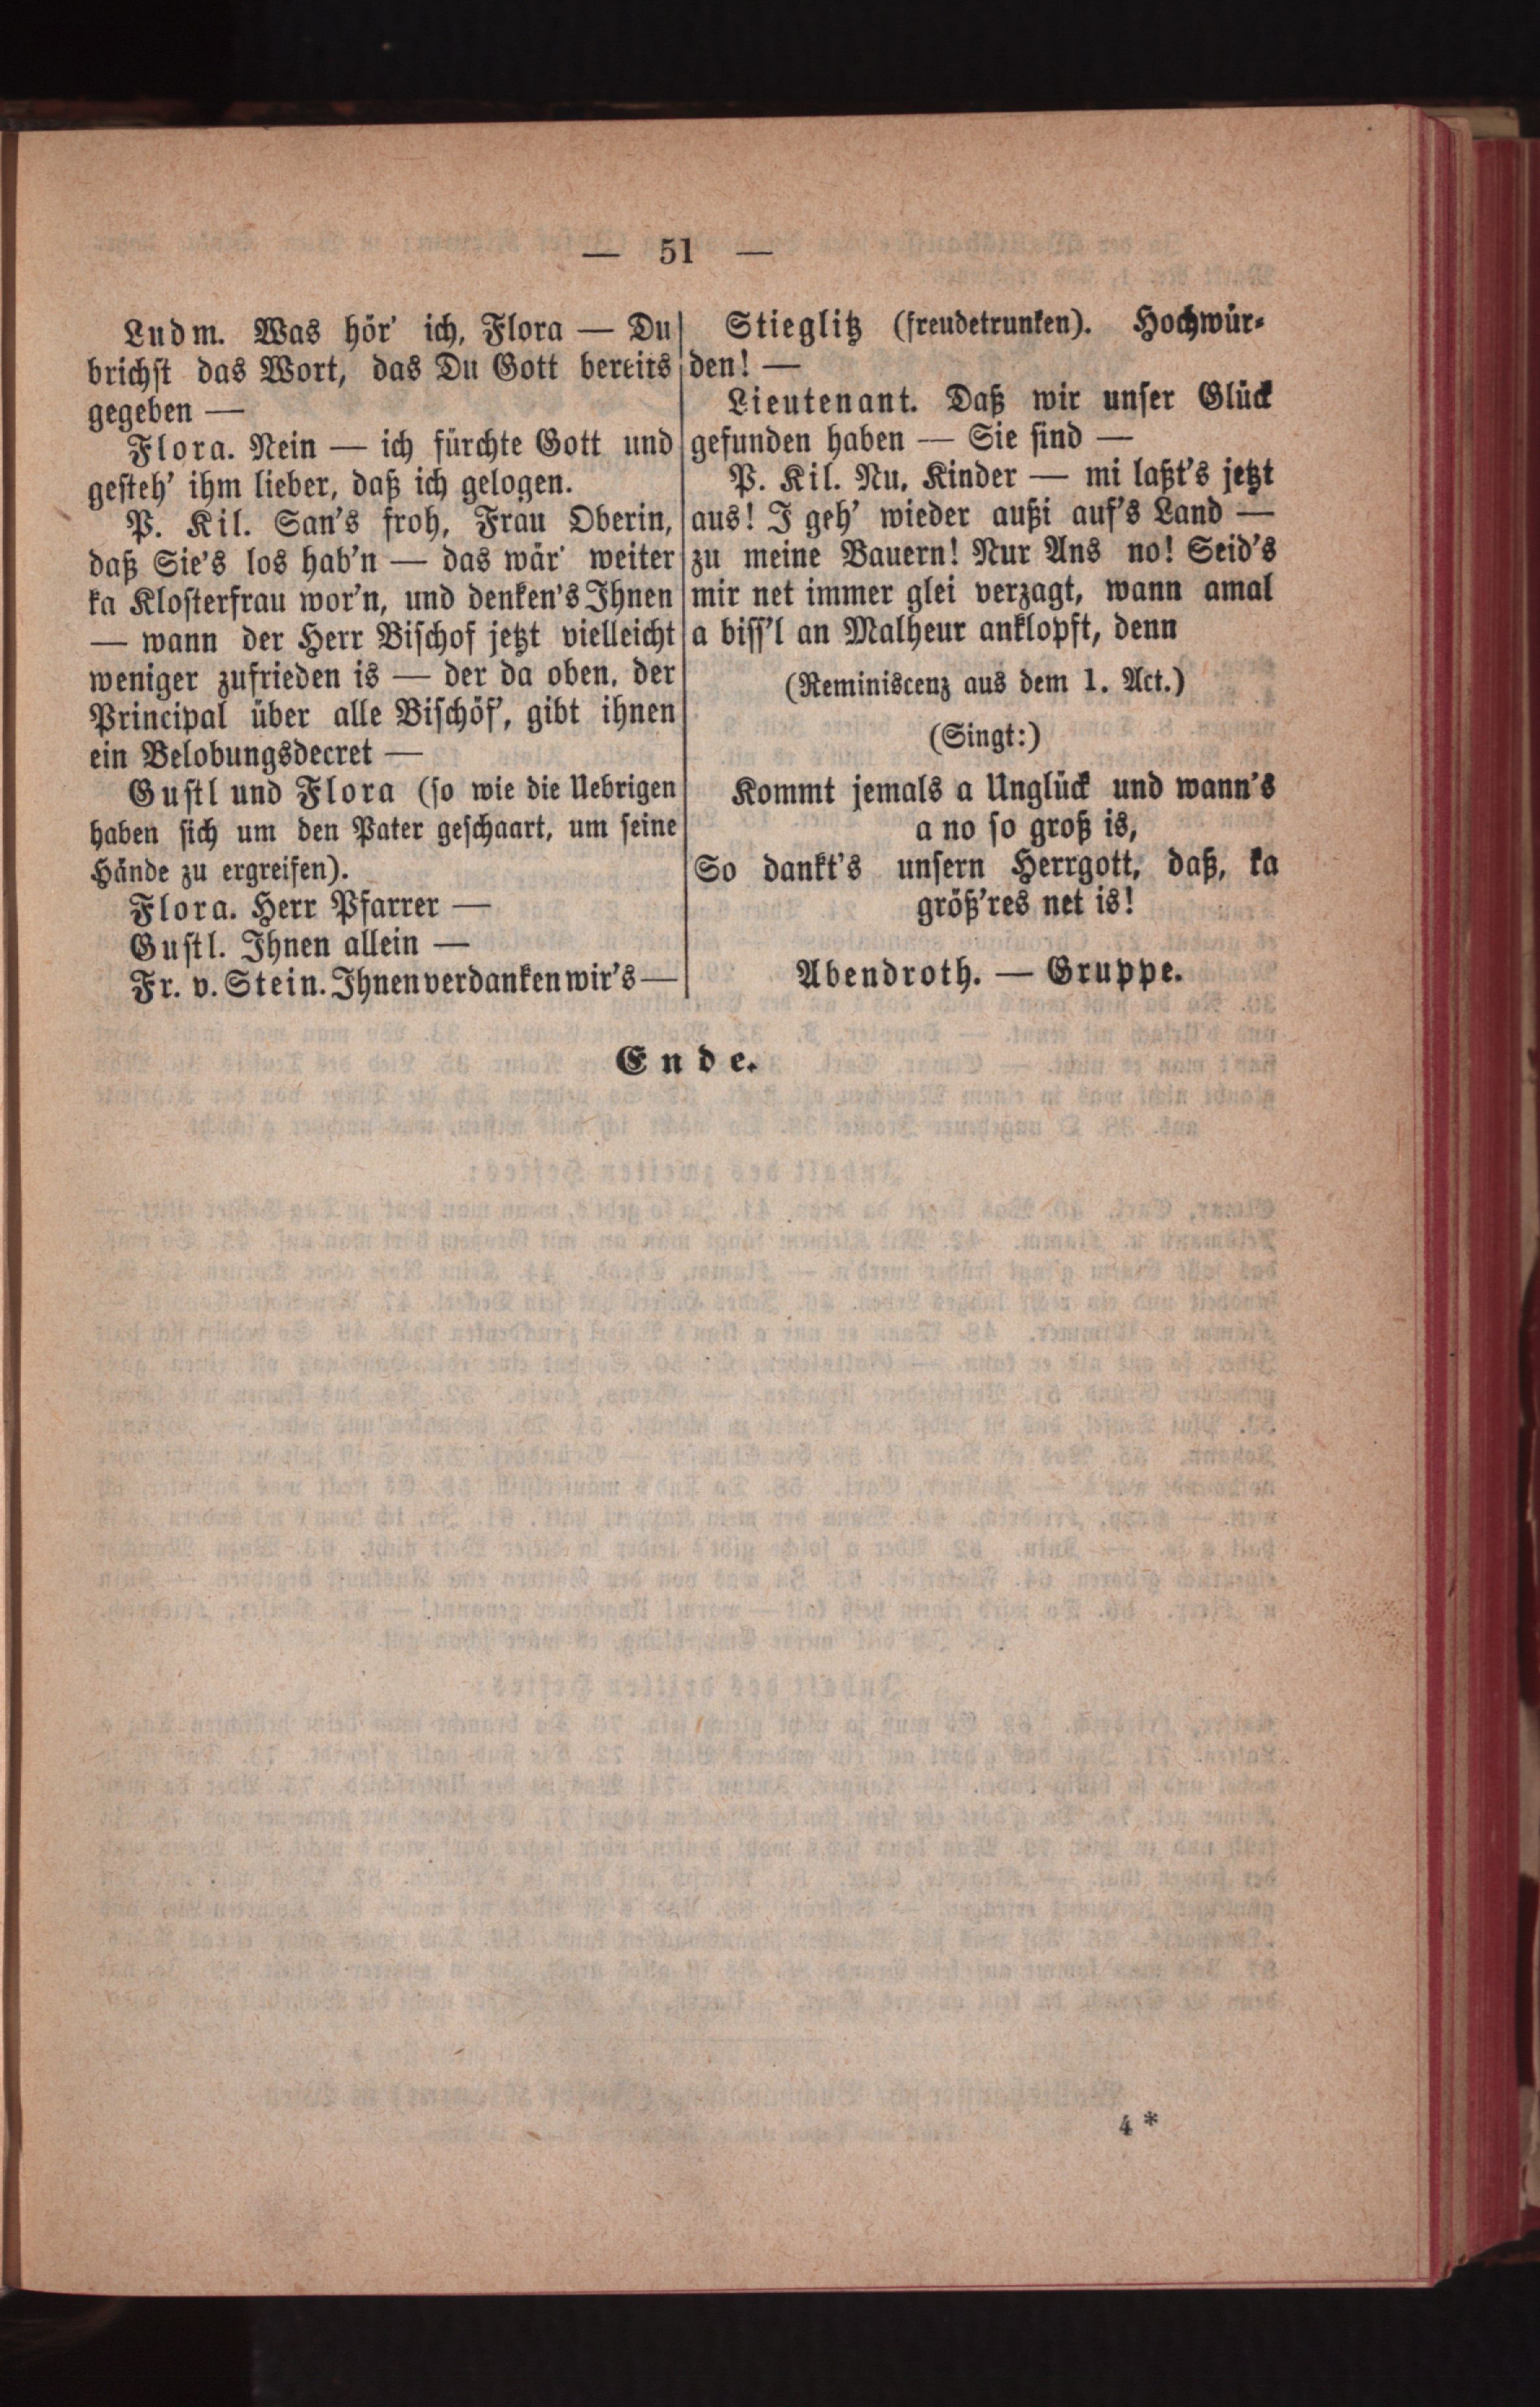 — 51 —
Ludm. Was hör' ich, Flora — Du
brichst das Wort, das Du Gott bereits
gegeben —
Flora. Nein — ich fürchte Gott und
gesteh' ihm lieber, daß ich gelogen.
P. Kil. San's froh, Frau Oberin,
daß Sie's los hab'n — das wär' weiter
ka Klosterfrau wor'n, und denken's Ihnen
— wann der Herr Bischof jetzt vielleicht
weniger zufrieden is — der da oben, der
Principal über alle Bischöf', gibt ihnen
ein Belobungsdecret —
Gustl und Flora (so wie die Uebrigen
haben sich um den Pater geschaart, um seine
Hände zu ergreifen).
Flora. Herr Pfarrer —
Gustl. Ihnen allein —
Fr. v. Stein. Ihnen verdanken wir's —
Stieglitz (freudetrunken). Hochwür-
den! —
Lieutenant. Daß wir unser Glück
gefunden haben — Sie sind —
P. Kil. Nu, Kinder — mi laßt's jetzt
aus! I geh' wieder außi auf's Land —
zu meine Bauern! Nur Ans no! Seid's
mir net immer glei verzagt, wann amal
a biss'l an Malheur anklopft, denn
(Reminiscenz aus dem 1. Act.)
(Singt:)
Kommt jemals a Unglück und wann's
a no so groß is,
So dankt's unsern Herrgott, daß, ka
größ'res net is!
Abendroth. — Gruppe.
Ende.
4*